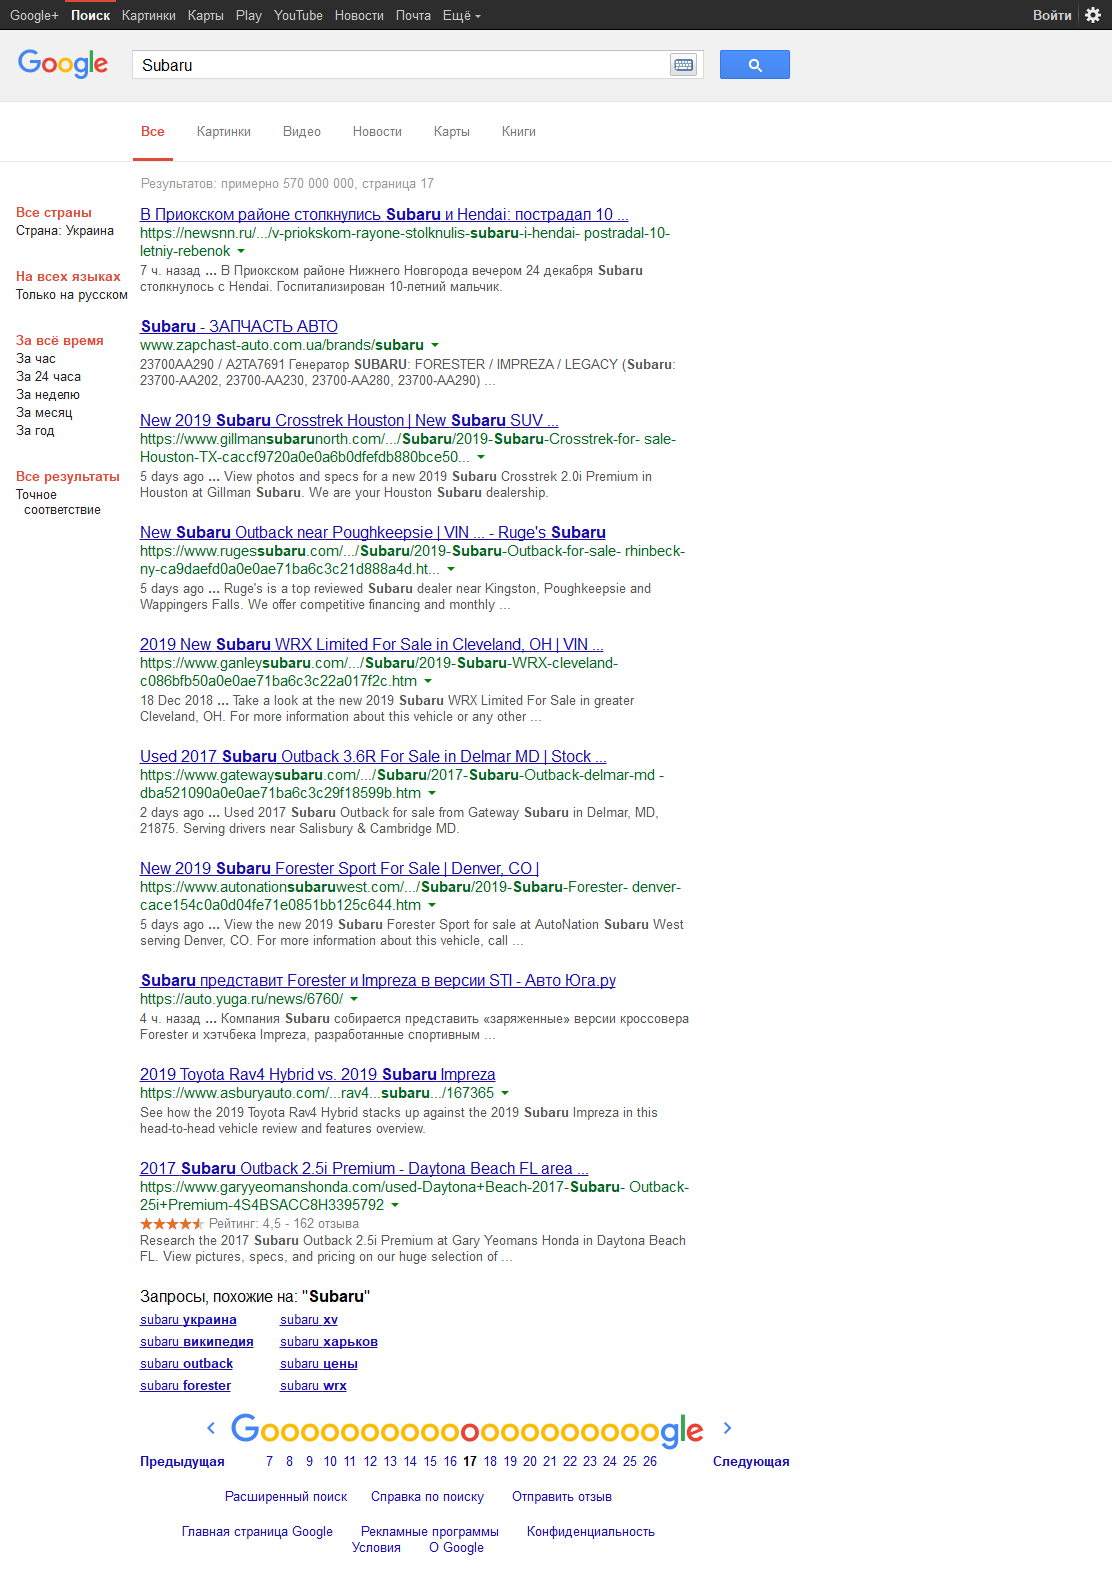 Google+ Поиск Картинки Карты Play YouTube Новости Почта Ещё Войти
Google Subaru
Все Картинки Видео Новости Карты Книги
Результатов: примерно 570 000 000, страница 17
Все страны
Страна: Украина
На всех языках
Только на русском
За всё время
За час
За 24 часа
За неделю
За месяц
За год
Все результаты
Точное
соответствие
В Приокском районе столкнулись Subaru и Hendai: пострадал 10 ...
https://newsnn.ru/.../v-priokskom-rayone-stolknulis-subaru-i-hendai- postradal-10-
letniy-rebenok
7 ч. назад ... В Приокском районе Нижнего Новгорода вечером 24 декабря Subaru
столкнулось с Hendai. Госпитализирован 10-летний мальчик.
Subaru - ЗАПЧАСТЬ АВТО
www.zapchast-auto.com.ua/brands/subaru
23700AA290 / A2TA7691 Генератор SUBARU: FORESTER / IMPREZA / LEGACY (Subaru:
23700-AA202, 23700-AA230, 23700-AA280, 23700-AA290) ...
New 2019 Subaru Crosstrek Houston | New Subaru SUV ...
https://www.gillmansubarunorth.com/.../Subaru/2019-Subaru-Crosstrek-for- sale-
Houston-TX-caccf9720a0e0a6b0dfefdb880bce50...
5 days ago ... View photos and specs for a new 2019 Subaru Crosstrek 2.0i Premium in
Houston at Gillman Subaru. We are your Houston Subaru dealership.
New Subaru Outback near Poughkeepsie | VIN ... - Ruge's Subaru
https://www.rugessubaru.com/.../Subaru/2019-Subaru-Outback-for-sale- rhinbeck-
ny-ca9daefd0a0e0ae71ba6c3c21d888a4d.ht...
5 days ago ... Ruge's is a top reviewed Subaru dealer near Kingston, Poughkeepsie and
Wappingers Falls. We offer competitive financing and monthly ...
2019 New Subaru WRX Limited For Sale in Cleveland, OH | VIN ...
https://www.ganleysubaru.com/.../Subaru/2019-Subaru-WRX-cleveland-
c086bfb50a0e0ae71ba6c3c22a017f2c.htm
18 Dec 2018 ... Take a look at the new 2019 Subaru WRX Limited For Sale in greater
Cleveland, OH. For more information about this vehicle or any other ...
Used 2017 Subaru Outback 3.6R For Sale in Delmar MD | Stock ...
https://www.gatewaysubaru.com/.../Subaru/2017-Subaru-Outback-delmar-md -
dba521090a0e0ae71ba6c3c29f18599b.htm
2 days ago ... Used 2017 Subaru Outback for sale from Gateway Subaru in Delmar, MD,
21875. Serving drivers near Salisbury & Cambridge MD.
New 2019 Subaru Forester Sport For Sale | Denver, CO |
https://www.autonationsubaruwest.com/.../Subaru/2019-Subaru-Forester- denver-
cace154c0a0d04fe71e0851bb125c644.htm
5 days ago ... View the new 2019 Subaru Forester Sport for sale at AutoNation Subaru West
serving Denver, CO. For more information about this vehicle, call ...
Subaru представит Forester и Impreza в версии STI - Авто Юга.ру
https://auto.yuga.ru/news/6760/
4 ч. назад ... Компания Subaru собирается представить «заряженные» версии кроссовера
Forester и хэтчбека Impreza, разработанные спортивным ...
2019 Toyota Rav4 Hybrid vs. 2019 Subaru Impreza
https://www.asburyauto.com/...rav4...subaru.../167365
See how the 2019 Toyota Rav4 Hybrid stacks up against the 2019 Subaru Impreza in this
head-to-head vehicle review and features overview.
2017 Subaru Outback 2.5i Premium - Daytona Beach FL area ...
https://www.garyyeomanshonda.com/used-Daytona+Beach-2017-Subaru- Outback-
25i+Premium-4S4BSACC8H3395792
Рейтинг: 4,5 - 162 отзыва
Research the 2017 Subaru Outback 2.5i Premium at Gary Yeomans Honda in Daytona Beach
FL. View pictures, specs, and pricing on our huge selection of ...
Запросы, похожие на: "Subaru"
subaru украина subaru xv
subaru википедия subaru харьков
subaru outback subaru цены
subaru forester subaru wrx
Goooooooooooooooooooogle
Предыдущая 7 8 9 10 11 12 13 14 15 16 17 18 19 20 21 22 23 24 25 26 Следующая
Расширенный поиск Справка по поиску Отправить отзыв
Главная страница Google Рекламные программы Конфиденциальность
Условия О Google